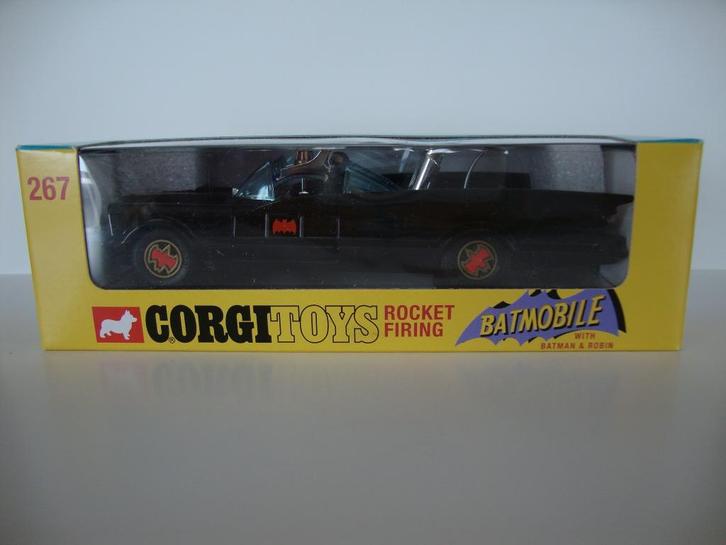 267
CORGI TOYS
ROCKET
FIRING
BATMOBILE
WITH
BATMAN & ROBIN